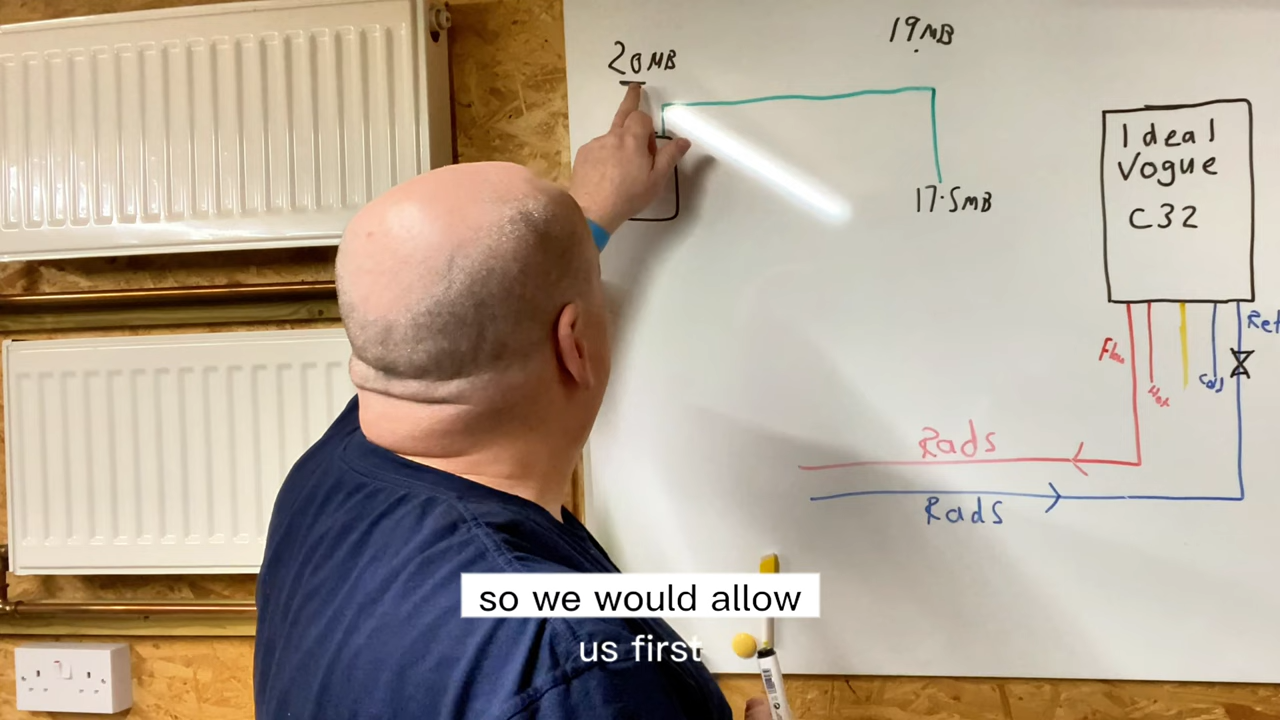 19MB
20MB
Ideal
Vogue
C32
17.5MB
Ret
Flow
Hot
Cold
Rads
Rads
so we would allow
us first